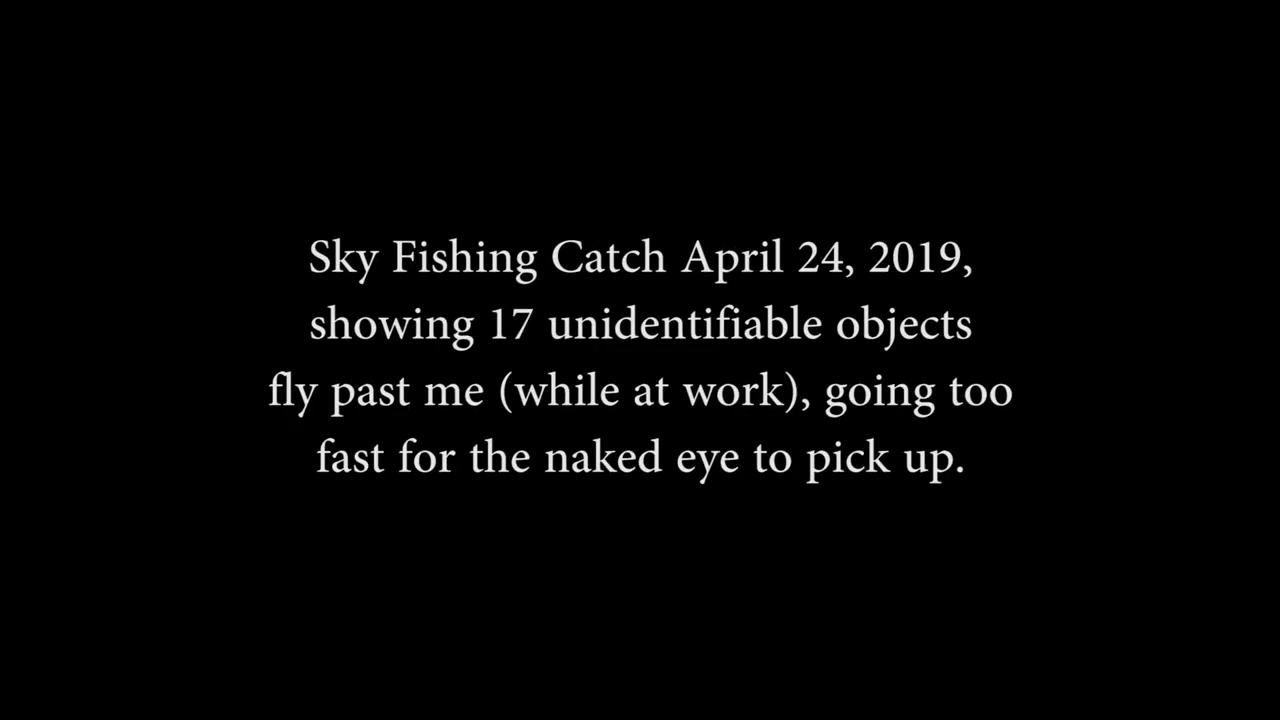 Sky Fishing Catch April 24, 2019,
showing 17 unidentifiable objects
fly past me (while at work), going too
fast for the naked eye to pick up.